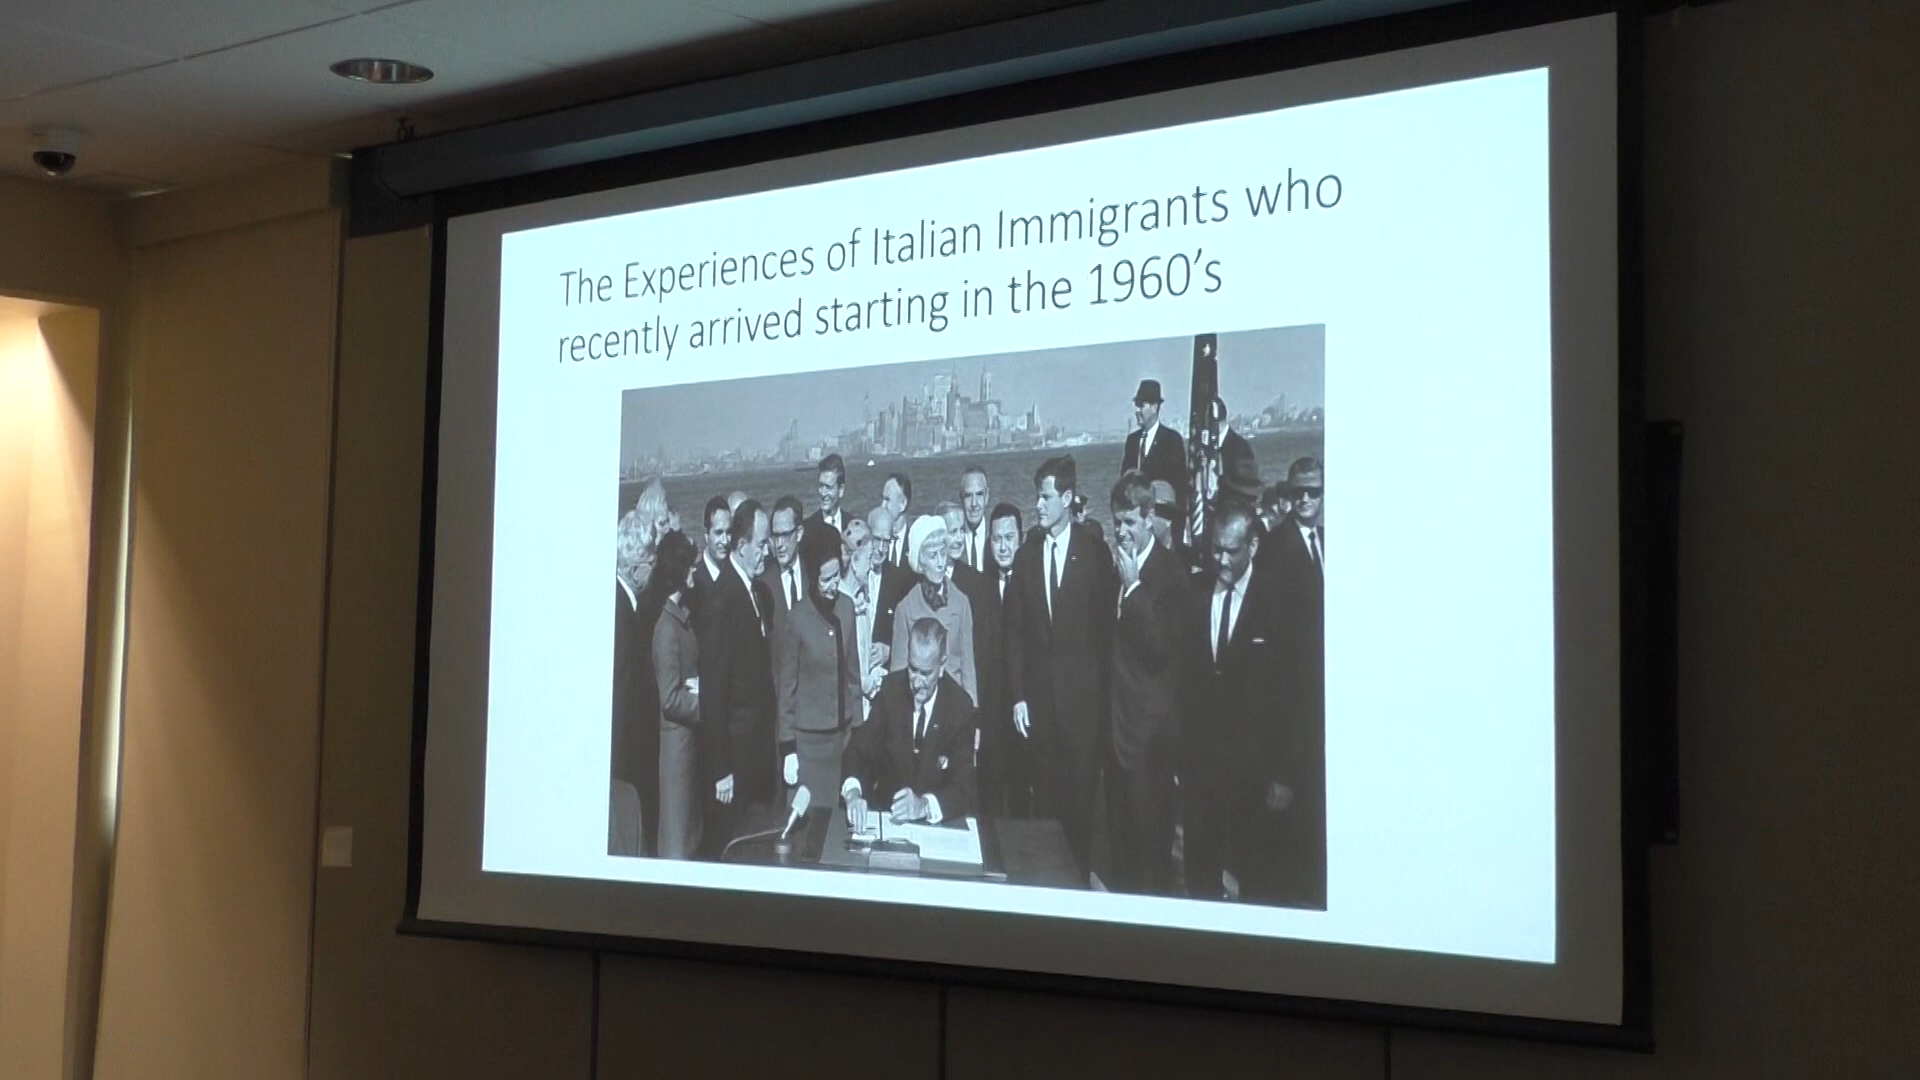 The Experiences of Italian Immigrants who
recently arrived starting in the 1960's